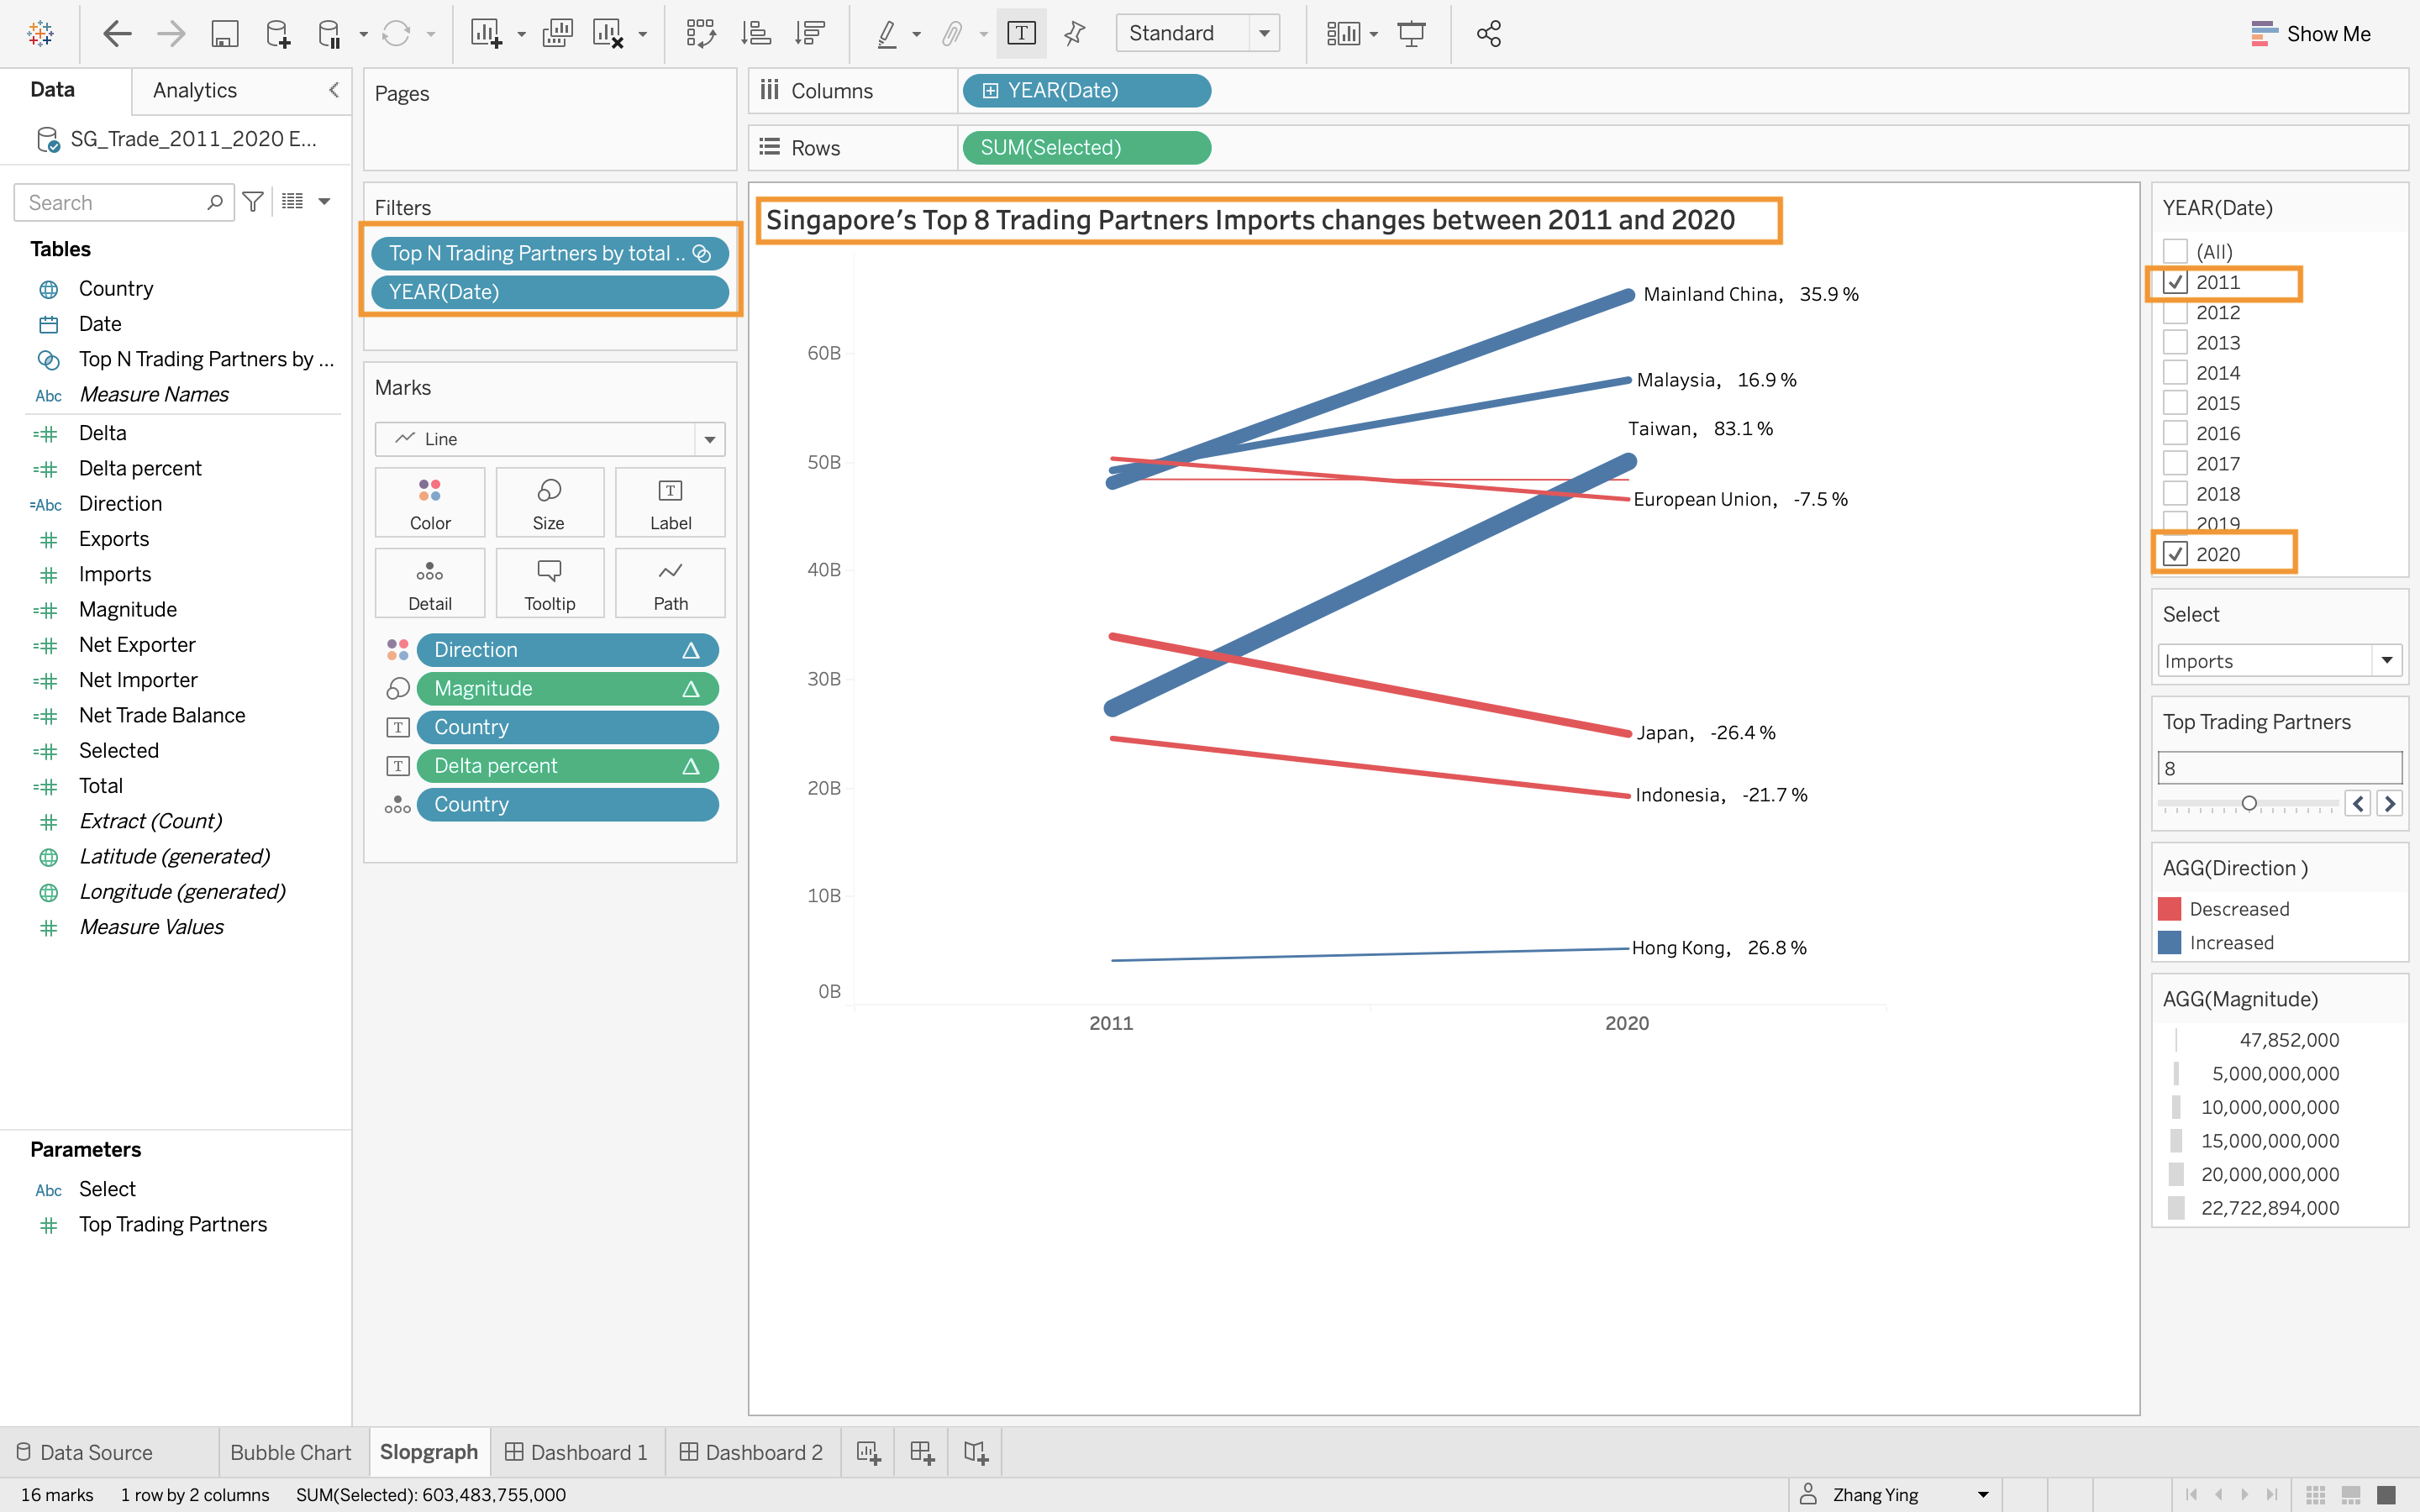 Standard
Show Me
Data
Analytics
SG_Trade_2011_2020 E...
Search
Tables
Country
Date
Top N Trading Partners by ...
Abc Measure Names
Delta
Delta percent
=Abc Direction
Exports
Imports
Magnitude
Net Exporter
Net Importer
Net Trade Balance
Selected
Total
Extract (Count)
Latitude (generated)
Longitude (generated)
Measure Values
Parameters
Abc Select
Top Trading Partners
Pages
Filters
Top N Trading Partners by total ..
YEAR(Date)
Marks
Line
Color
Size
T Label
Detail
Tooltip
Path
Direction
Magnitude
T Country
T Delta percent
Country
Columns
YEAR(Date)
Rows
SUM(Selected)
Singapore's Top 8 Trading Partners Imports changes between 2011 and 2020
Mainland China, 35.9 %
60B
Malaysia, 16.9 %
Taiwan, 83.1 %
50B
European Union, -7.5 %
40B
30B
Japan, -26.4 %
20B
Indonesia, -21.7 %
10B
Hong Kong, 26.8 %
0B
2011
2020
YEAR(Date)
(All)
2011
2012
2013
2014
2015
2016
2017
2018
2019
2020
Select
Imports
Top Trading Partners
8
AGG(Direction )
Descreased
Increased
AGG(Magnitude)
47,852,000
5,000,000,000
10,000,000,000
15,000,000,000
20,000,000,000
22,722,894,000
Data Source
Bubble Chart
Slopgraph
Dashboard 1
Dashboard 2
16 marks
1 row by 2 columns
SUM(Selected): 603,483,755,000
Zhang Ying